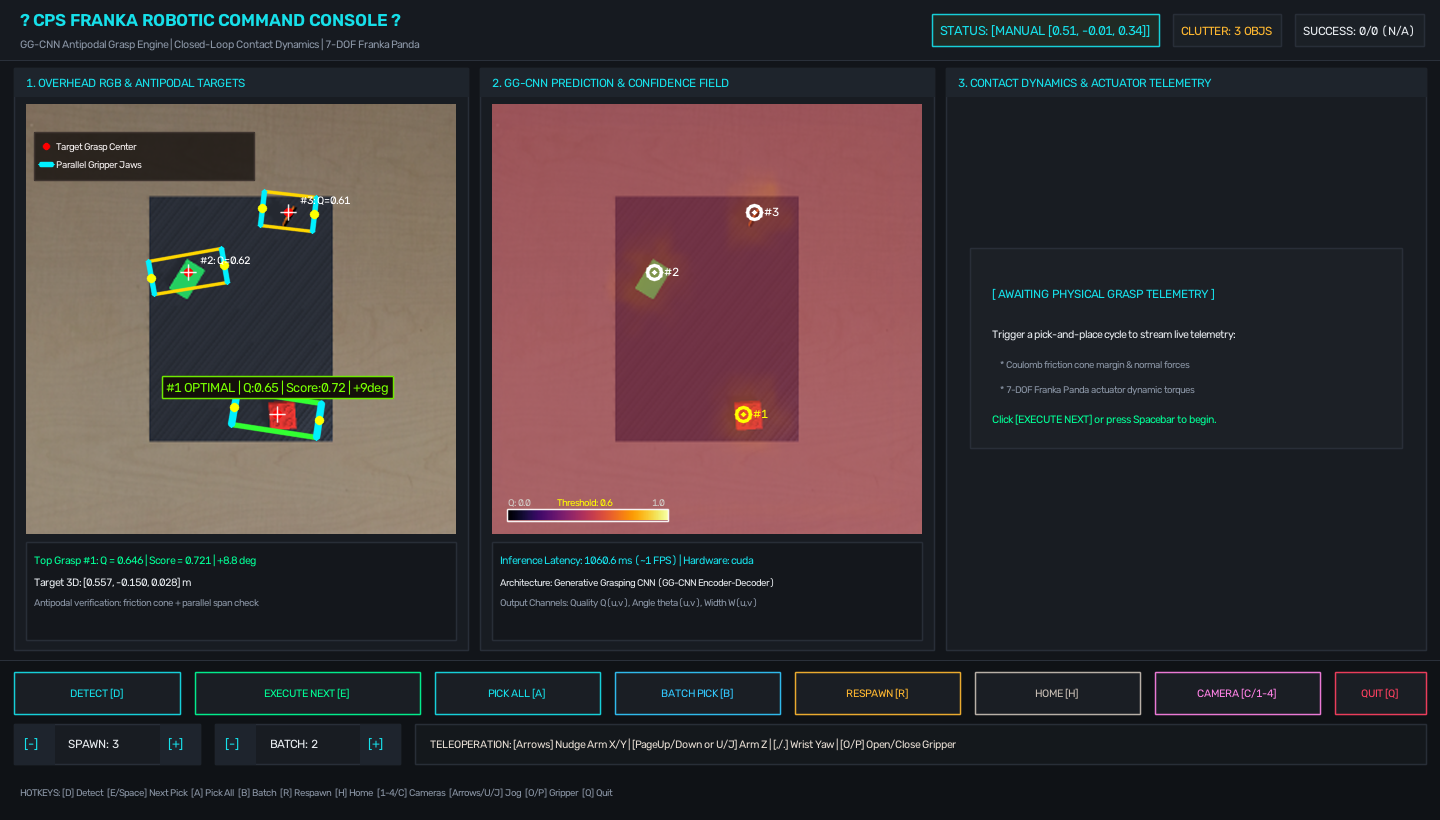 ? CPS FRANKA ROBOTIC COMMAND CONSOLE ?
GG-CNN Antipodal Grasp Engine | Closed-Loop Contact Dynamics | 7-DOF Franka Panda
STATUS: [MANUAL [0.51, -0.01, 0.34]]
CLUTTER: 3 OBJS
SUCCESS: 0/0 (N/A)
1. OVERHEAD RGB & ANTIPODAL TARGETS
Target Grasp Center
Parallel Gripper Jaws
#3: Q=0.61
#2: Q=0.62
#1 OPTIMAL | Q:0.65 | Score:0.72 | +9deg
Top Grasp #1: Q = 0.646 | Score = 0.721 | +8.8 deg
Target 3D: [0.557, -0.150, 0.028] m
Antipodal verification: friction cone + parallel span check
2. GG-CNN PREDICTION & CONFIDENCE FIELD
#3
#2
#1
Q: 0.0 Threshold: 0.6 1.0
Inference Latency: 1060.6 ms (~1 FPS) | Hardware: cuda
Architecture: Generative Grasping CNN (GG-CNN Encoder-Decoder)
Output Channels: Quality Q(u,v), Angle theta(u,v), Width W(u,v)
3. CONTACT DYNAMICS & ACTUATOR TELEMETRY
[ AWAITING PHYSICAL GRASP TELEMETRY ]
Trigger a pick-and-place cycle to stream live telemetry:
* Coulomb friction cone margin & normal forces
* 7-DOF Franka Panda actuator dynamic torques
Click [EXECUTE NEXT] or press Spacebar to begin.
DETECT [D]
EXECUTE NEXT [E]
PICK ALL [A]
BATCH PICK [B]
RESPAWN [R]
HOME [H]
CAMERA [C/1-4]
QUIT [Q]
[-] SPAWN: 3 [+]
[-] BATCH: 2 [+]
TELEOPERATION: [Arrows] Nudge Arm X/Y | [PageUp/Down or U/J] Arm Z | [,/.] Wrist Yaw | [O/P] Open/Close Gripper
HOTKEYS: [D] Detect [E/Space] Next Pick [A] Pick All [B] Batch [R] Respawn [H] Home [1-4/C] Cameras [Arrows/U/J] Jog [O/P] Gripper [Q] Quit